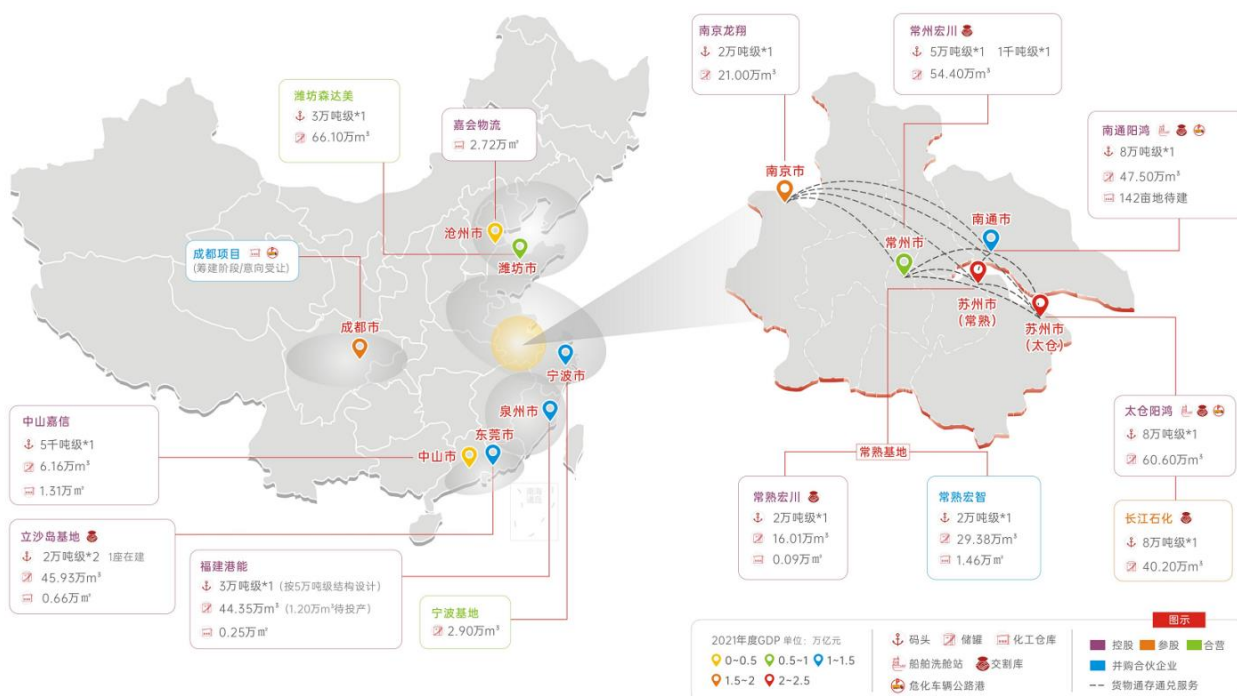 潍坊森达美
3万吨级*1
66.10万m³
嘉会物流
2.72万㎡
沧州市
潍坊市
成都项目
(筹建阶段/意向受让)
成都市
宁波市
泉州市
东莞市
中山市
中山嘉信
5千吨级*1
6.16万m³
1.31万㎡
立沙岛基地
2万吨级*2 1座在建
45.93万m³
0.66万㎡
福建港能
3万吨级*1 (按5万吨级结构设计)
44.35万m³ (1.20万m³待投产)
0.25万㎡
宁波基地
2.90万m³
南海
诸岛
南京龙翔
2万吨级*1
21.00万m³
常州宏川
5万吨级*1 1千吨级*1
54.40万m³
南通阳鸿
8万吨级*1
47.50万m³
142亩地待建
南京市
南通市
常州市
苏州市
(常熟)
苏州市
(太仓)
常熟基地
太仓阳鸿
8万吨级*1
60.60万m³
常熟宏川
2万吨级*1
16.01万m³
0.09万㎡
常熟宏智
2万吨级*1
29.38万m³
1.46万㎡
长江石化
8万吨级*1
40.20万m³
图示
2021年度GDP 单位：万亿元
0~0.5 0.5~1 1~1.5
1.5~2 2~2.5
码头 储罐 化工仓库
船舶洗舱站 交割库
危化车辆公路港
控股 参股 合营
并购合伙企业
货物通存通兑服务